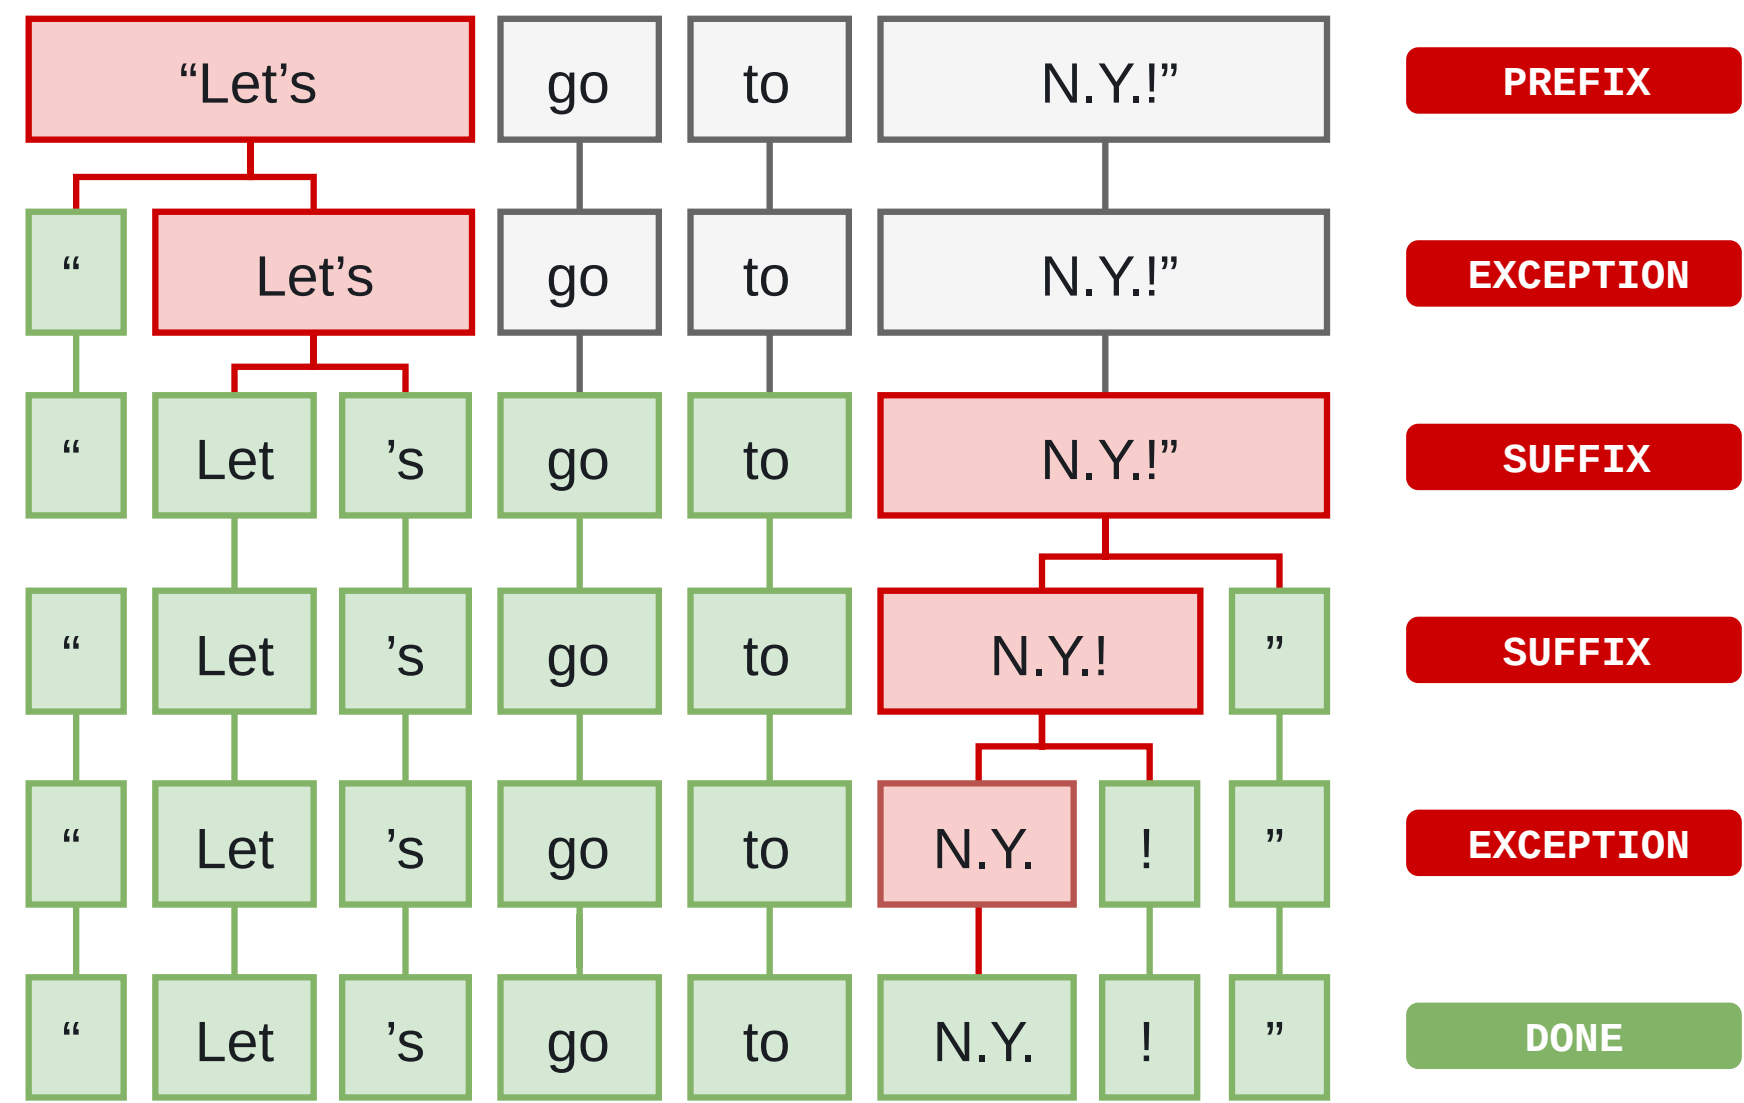 “Let’s go to N.Y.!” PREFIX
“ Let’s go to N.Y.!” EXCEPTION
“ Let ’s go to N.Y.!” SUFFIX
“ Let ’s go to N.Y.! ” SUFFIX
“ Let ’s go to N.Y. ! ” EXCEPTION
“ Let ’s go to N.Y. ! ” DONE